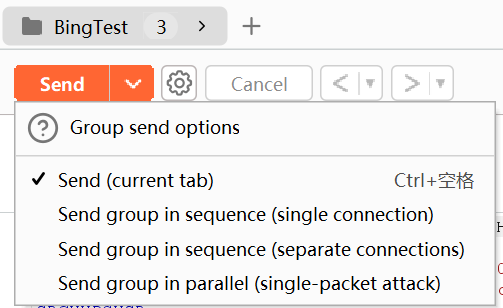 BingTest 3
Send Cancel
Group send options
Send (current tab) Ctrl+空格
Send group in sequence (single connection)
Send group in sequence (separate connections)
Send group in parallel (single-packet attack)